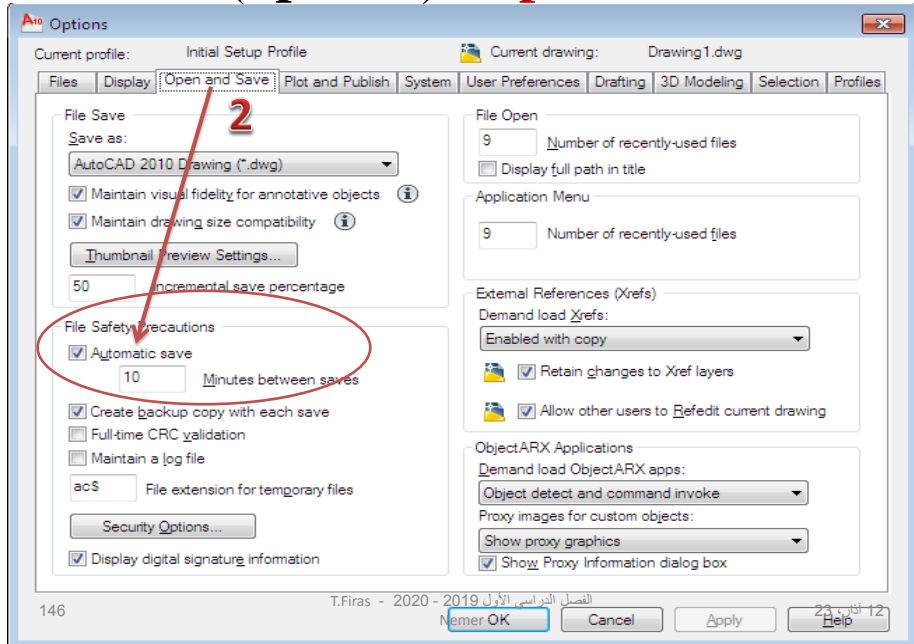 A10 Options
Current profile: Initial Setup Profile Current drawing: Drawing1.dwg
Files Display Open and Save Plot and Publish System User Preferences Drafting 3D Modeling Selection Profiles
2
File Save
Save as:
AutoCAD 2010 Drawing (*.dwg)
Maintain visual fidelity for annotative objects
Maintain drawing size compatibility
Thumbnail Preview Settings...
50 Incremental save percentage
File Safety Precautions
Automatic save
10 Minutes between saves
Create backup copy with each save
Full-time CRC validation
Maintain a log file
ac$ File extension for temporary files
Security Options...
Display digital signature information
File Open
9 Number of recently-used files
Display full path in title
Application Menu
9 Number of recently-used files
External References (Xrefs)
Demand load Xrefs:
Enabled with copy
Retain changes to Xref layers
Allow other users to Refedit current drawing
ObjectARX Applications
Demand load ObjectARX apps:
Object detect and command invoke
Proxy images for custom objects:
Show proxy graphics
Show Proxy Information dialog box
146
T.Firas - 2020 - 2019 الفصل الدراسي الأول
Nemer
OK Cancel Apply Help
12 آذار، 23